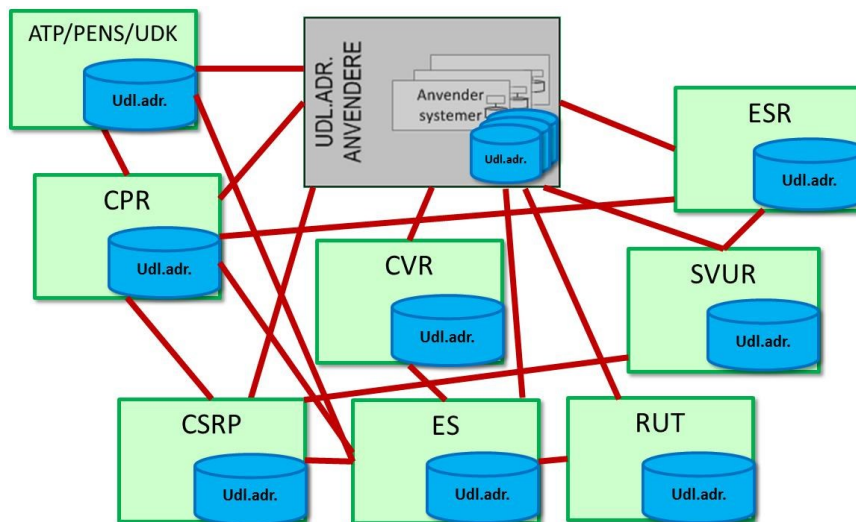 ATP/PENS/UDK
Udl.adr.
UDL.ADR.
ANVENDERE
Anvender
systemer
Udl.adr.
ESR
Udl.adr.
CPR
Udl.adr.
CVR
Udl.adr.
SVUR
Udl.adr.
CSRP
Udl.adr.
ES
Udl.adr.
RUT
Udl.adr.